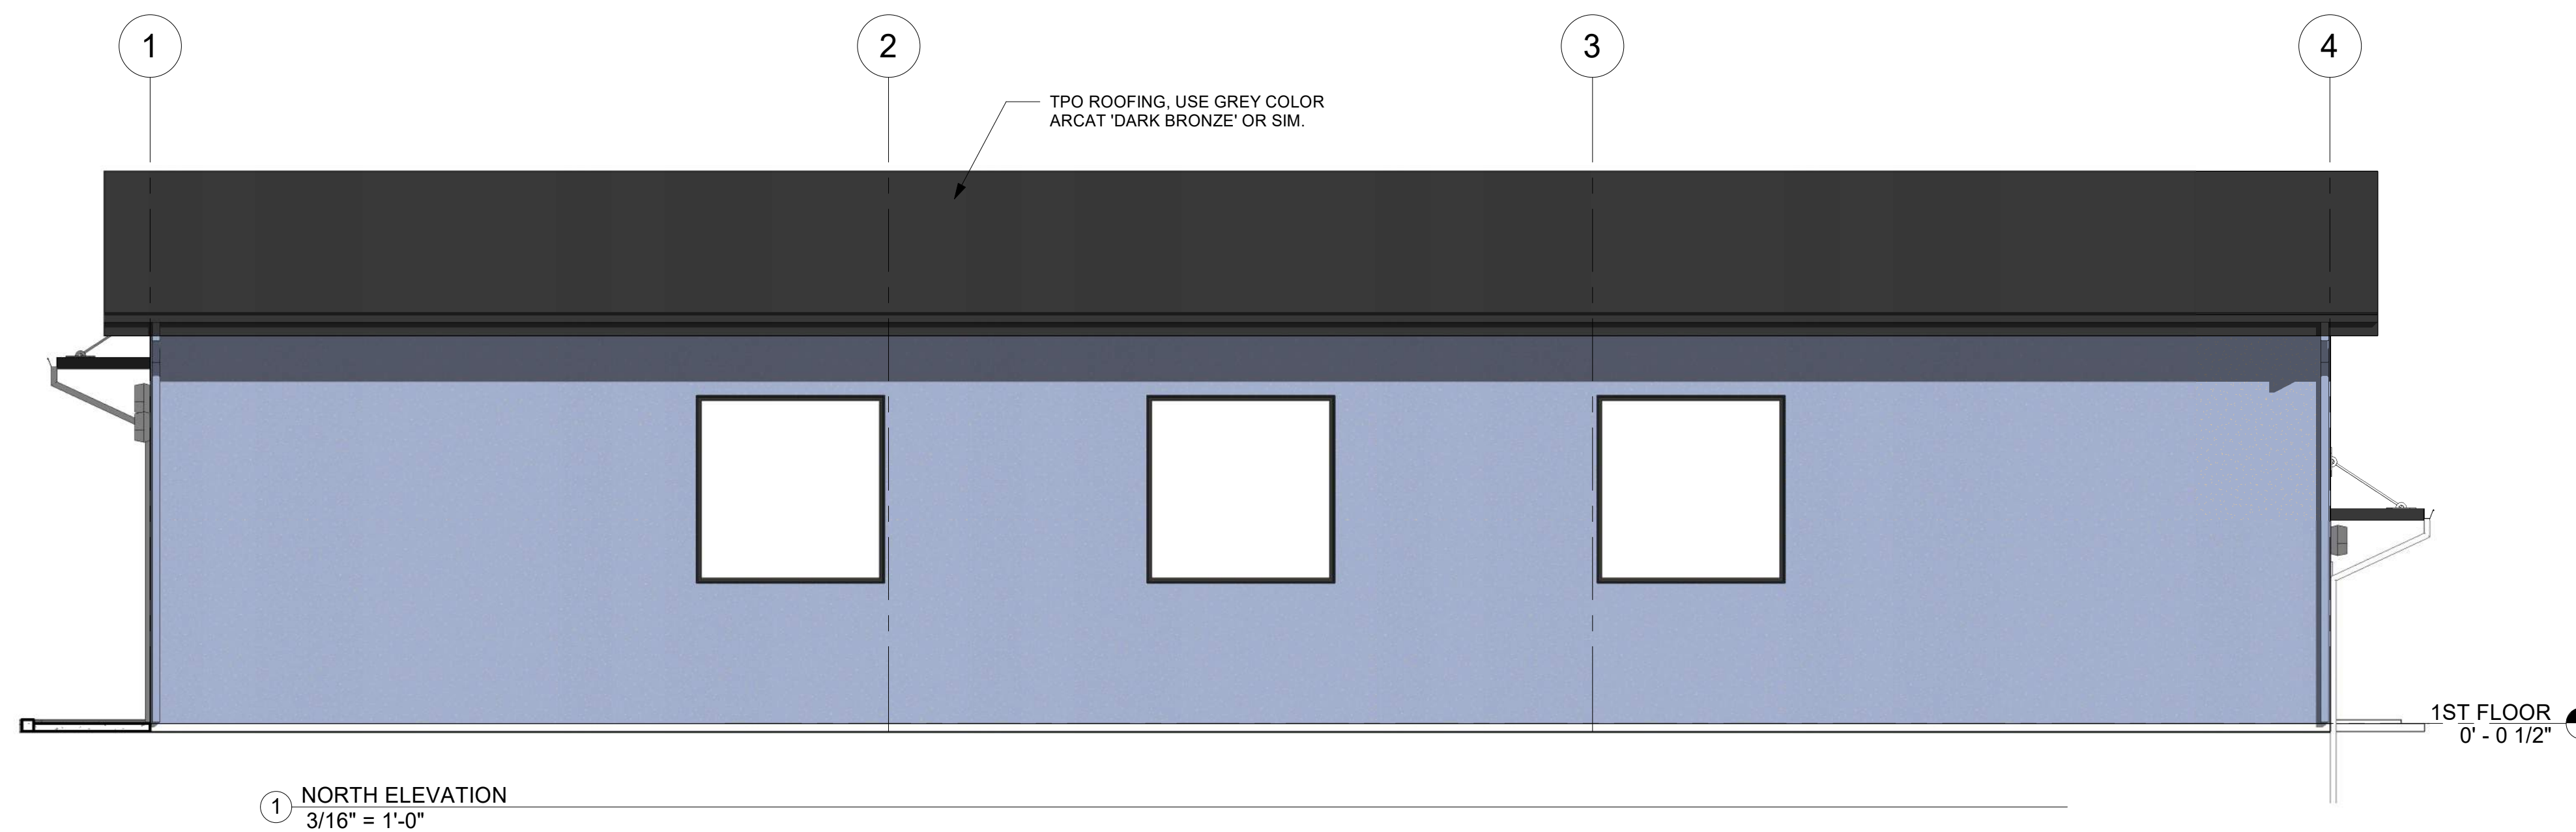 1
2
3
4
TPO ROOFING, USE GREY COLOR
ARCAT 'DARK BRONZE' OR SIM.
1ST FLOOR
0' - 0 1/2"
1
NORTH ELEVATION
3/16" = 1'-0"